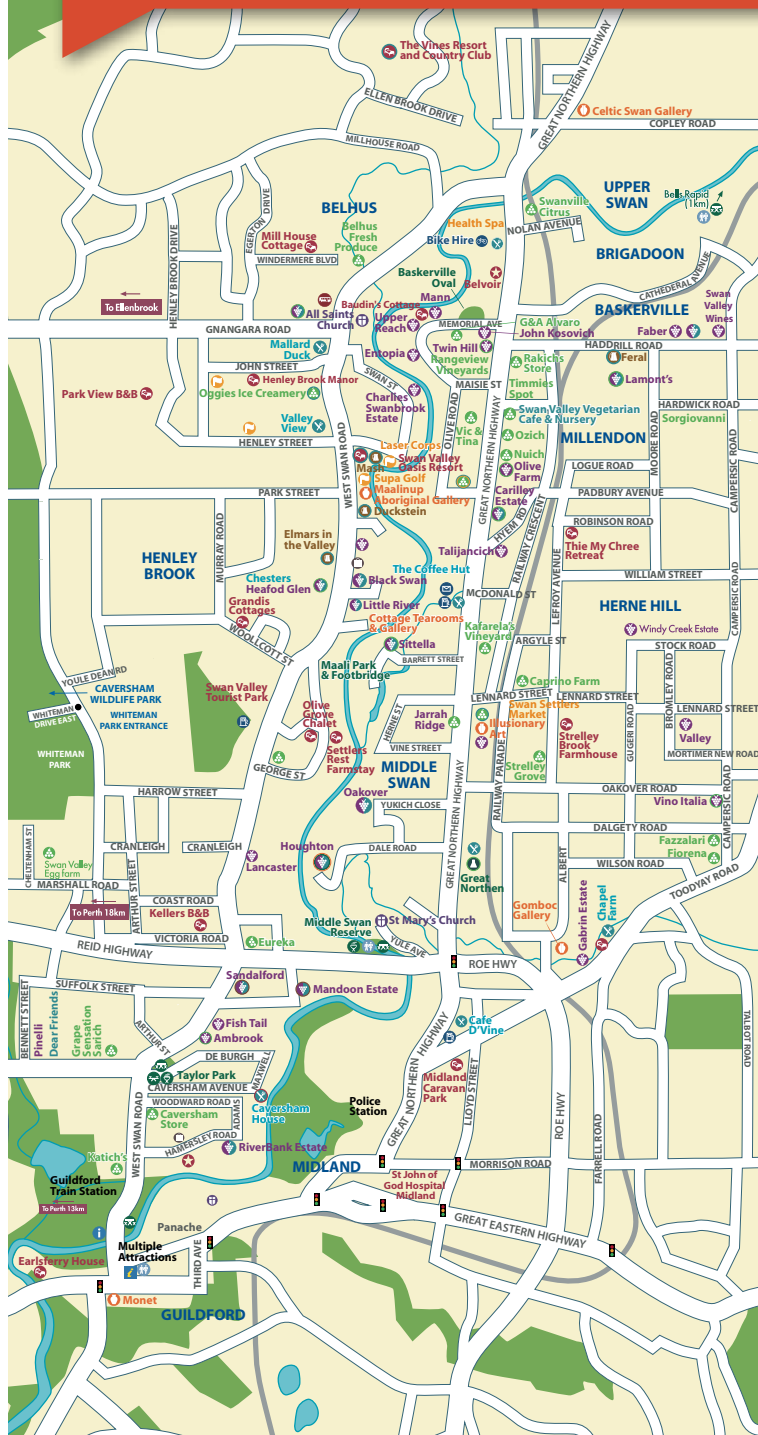 The Vines Resort
and Country Club
GREAT NORTHERN HIGHWAY
ELLEN BROOK DRIVE
Celtic Swan Gallery
COPLEY ROAD
MILLHOUSE ROAD
UPPER
SWAN
Bells Rapid
(1km)
HENLEY BROOK DRIVE
EGERTON DRIVE
BELHUS
Belhus
Fresh
Produce
Mill House
Cottage
WINDERMERE BLVD
Swanville
Citrus
NOLAN AVENUE
Health Spa
Bike Hire
BRIGADOON
CATHEDRAL AVENUE
Baskerville
Oval
Belvoir
To Ellenbrook
All Saints
Church
Baudin's Cottage
Mann
Upper
Reach
MEMORIAL AVE
G&A Alvaro
John Kosovich
BASKERVILLE
Swan
Valley
Wines
Faber
GNANGARA ROAD
HADDRILL ROAD
Mallard
Duck
Entopia
Twin Hill
Rangeview
Vineyards
Rakich's
Store
Feral
JOHN STREET
Henley Brook Manor
SWAN ST
MAISIE ST
Timmies
Spot
Lamont's
Park View B&B
Oggies Ice Creamery
Charlies
Swanbrook
Estate
OLIVE ROAD
GREAT NORTHERN HIGHWAY
Swan Valley Vegetarian
Cafe & Nursery
HARDWICK ROAD
Sorgiovanni
Valley
View
HENLEY STREET
Vic &
Tina
Ozich
MILLENDON
MOORE ROAD
CAMPERSIC ROAD
WEST SWAN ROAD
Laser Corps
Swan Valley
Oasis Resort
Mash
Nuich
Olive
Farm
LOGUE ROAD
Supa Golf
Maalinup
Aboriginal Gallery
Carilley
Estate
PARK STREET
PADBURY AVENUE
Duckstein
HYEM RD
RAILWAY CRESCENT
ROBINSON ROAD
MURRAY ROAD
Elmars in
the Valley
Talijancich
LEFROY AVENUE
Thie My Chree
Retreat
HENLEY
BROOK
The Coffee Hut
WILLIAM STREET
Chesters
Heafod Glen
Black Swan
MCDONALD ST
CAMPERSIC ROAD
Grandis
Cottages
Little River
HERNE HILL
Cottage Tearooms
& Gallery
Kafarela's
Vineyard
Windy Creek Estate
WOOLLCOTT ST
Sittella
ARGYLE ST
STOCK ROAD
Maali Park
& Footbridge
BARRETT STREET
YOULE DEAN RD
CAVERSHAM
WILDLIFE PARK
Swan Valley
Tourist Park
Caprino Farm
BROMLEY ROAD
LENNARD STREET
LENNARD STREET
LENNARD STREET
WHITEMAN
DRIVE EAST
WHITEMAN
PARK ENTRANCE
Olive
Grove
Chalet
HERNE ST
Jarrah
Ridge
Swan Settlers
Market
Illusionary
Art
GUGERI ROAD
Strelley
Brook
Farmhouse
Valley
WHITEMAN
PARK
Settlers
Rest
Farmstay
VINE STREET
MORTIMER NEW ROAD
GEORGE ST
MIDDLE
SWAN
Strelley
Grove
RAILWAY PARADE
HARROW STREET
Oakover
YUKICH CLOSE
OAKOVER ROAD
Vino Italia
CAMPERSIC ROAD
CHELTENHAM ST
Swan Valley
Egg farm
CRANLEIGH
CRANLEIGH
Houghton
DALE ROAD
GREAT NORTHERN HIGHWAY
DALGETY ROAD
Fazzalari
Fiorena
ALBERT
MARSHALL ROAD
Lancaster
WILSON ROAD
TOODYAY ROAD
ARTHUR STREET
Great
Northen
To Perth 18km
COAST ROAD
Kellers B&B
Gomboc
Gallery
Gabrin Estate
Chapel
Farm
Middle Swan
Reserve
St Mary's Church
VICTORIA ROAD
Eureka
YULE AVE
REID HIGHWAY
ROE HWY
BENNETT STREET
SUFFOLK STREET
Sandalford
Mandoon Estate
TALBOT ROAD
Pinelli
Dear Friends
Grape
Sensation
Sarich
ARTHUR ST
Fish Tail
Ambrook
GREAT NORTHERN HIGHWAY
Cafe
D'Vine
DE BURGH
Taylor Park
MAXWELL
CAVERSHAM AVENUE
LLOYD STREET
Midland
Caravan
Park
WOODWARD ROAD
Police
Station
Caversham
Store
ADAMS
Caversham
House
ROE HWY
FARRELL ROAD
WEST SWAN ROAD
HAMERSLEY ROAD
RiverBank Estate
Katich's
MIDLAND
MORRISON ROAD
Guildford
Train Station
St John of
God Hospital
Midland
To Perth 13km
Panache
GREAT EASTERN HIGHWAY
Multiple
Attractions
THIRD AVE
Earlsferry House
Monet
GUILDFORD